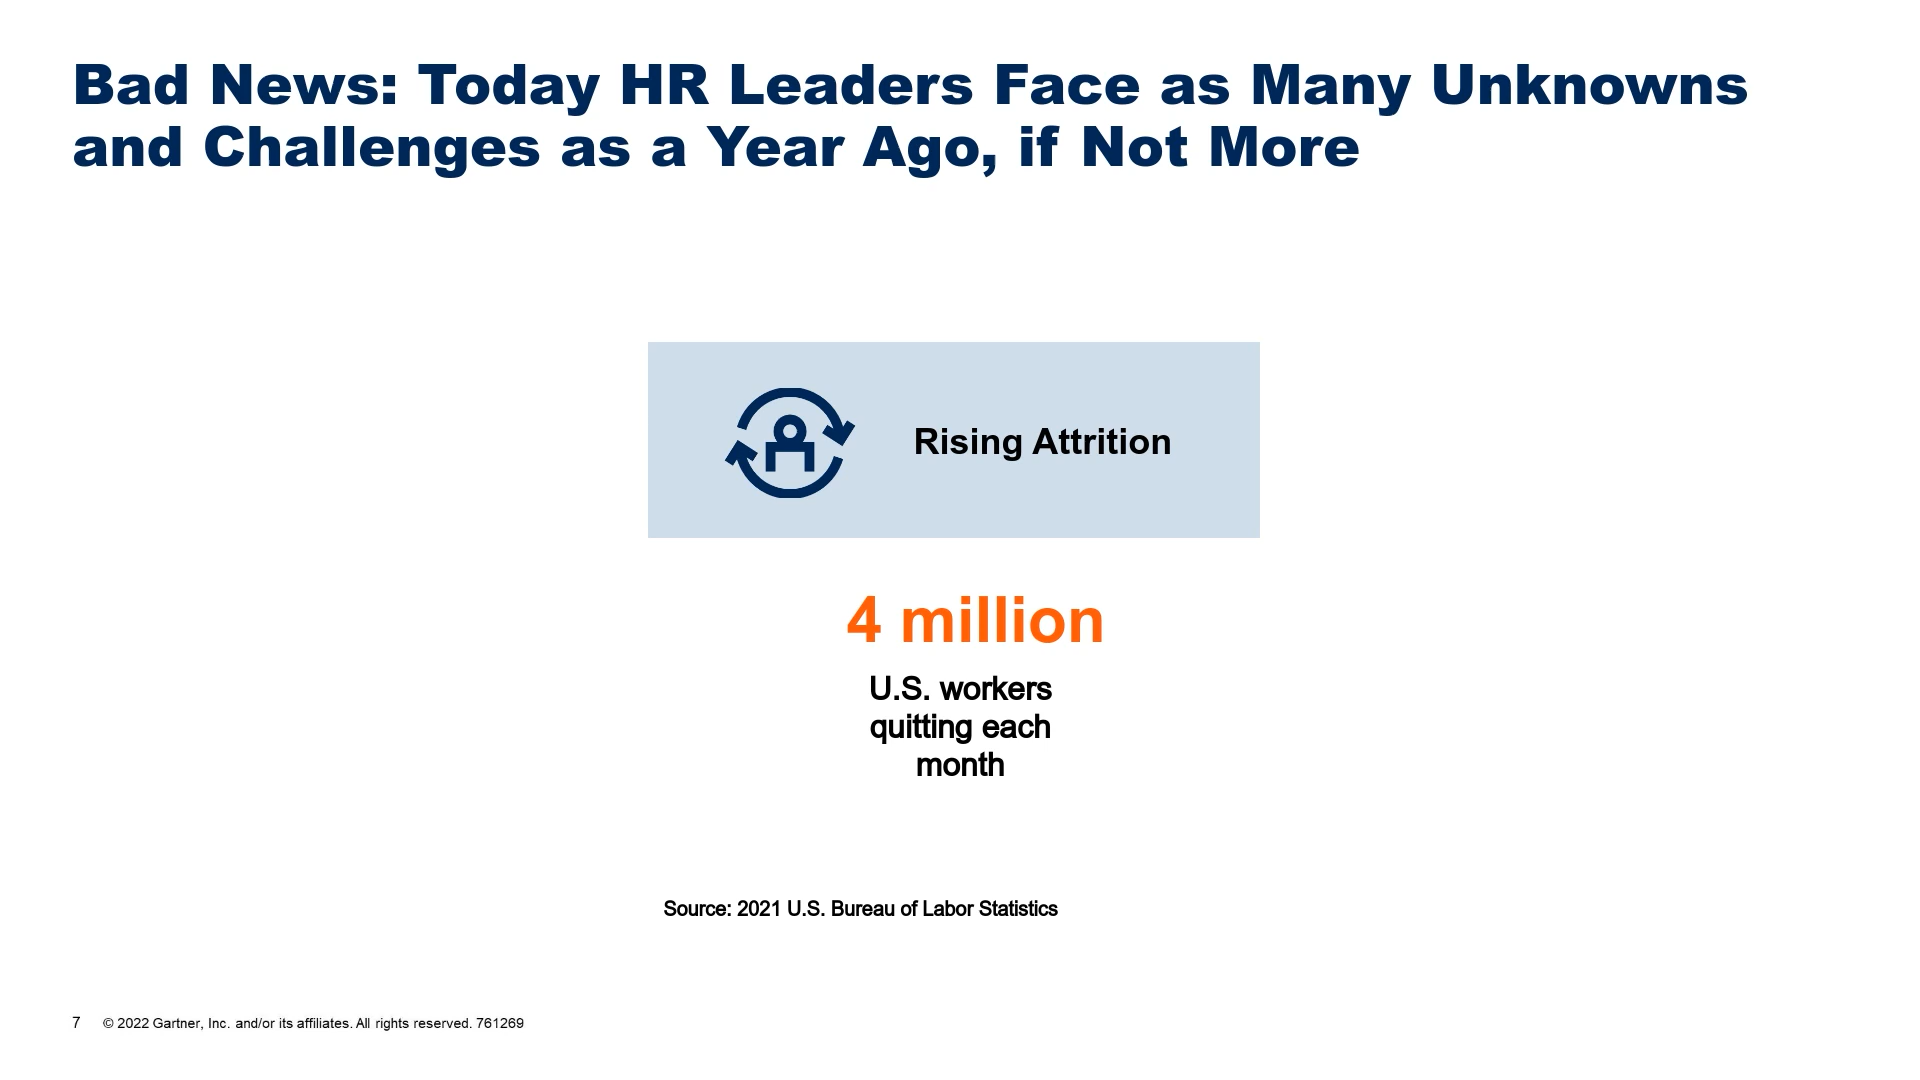 Bad News: Today HR Leaders Face as Many Unknowns
and Challenges as a Year Ago, if Not More
Rising Attrition
4 million
U.S. workers
quitting each
month
Source: 2021 U.S. Bureau of Labor Statistics
7 © 2022 Gartner, Inc. and/or its affiliates. All rights reserved. 761269